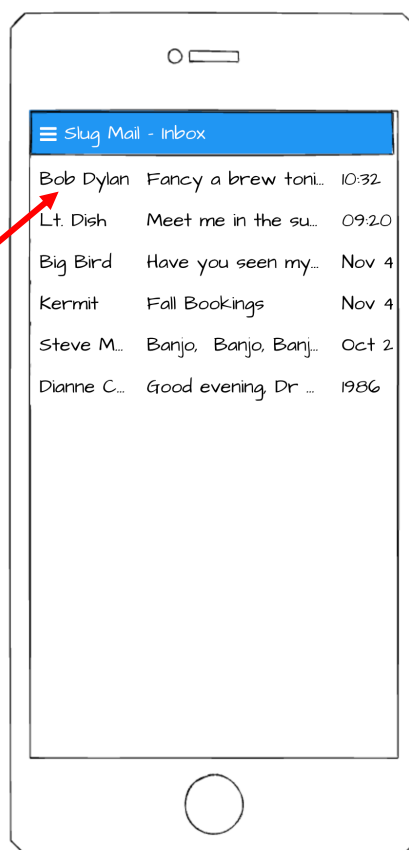 Slug Mail - Inbox
Bob Dylan Fancy a brew toni... 10:32
Lt. Dish Meet me in the su... 09:20
Big Bird Have you seen my... Nov 4
Kermit Fall Bookings Nov 4
Steve M... Banjo, Banjo, Banj... Oct 2
Dianne C... Good evening, Dr ... 1986